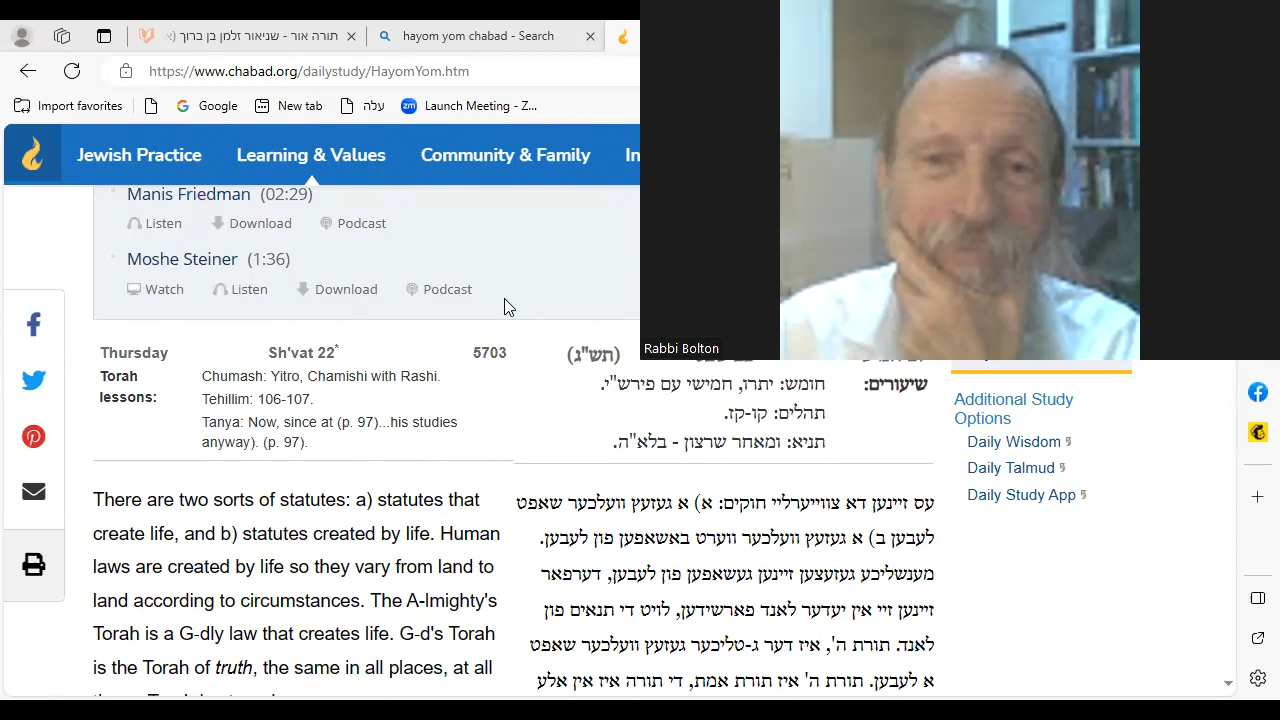 תורה אור - שניאור זלמן בן ברוך
hayom yom chabad - Search
https://www.chabad.org/dailystudy/HayomYom.htm
Import favorites
Google
New tab
עלה
Launch Meeting - Z...
Jewish Practice
Learning & Values
Community & Family
In
Manis Friedman (02:29)
Listen Download Podcast
Moshe Steiner (1:36)
Watch Listen Download Podcast
Rabbi Bolton
Thursday Sh'vat 22* 5703
Torah lessons:
Chumash: Yitro, Chamishi with Rashi.
Tehillim: 106-107.
Tanya: Now, since at (p. 97)...his studies
anyway). (p. 97).
(תש"ג)
שיעורים:
חומש: יתרו, חמישי עם פירש"י.
תהלים: קו-קז.
תניא: ומאחר שרצון - בלא"ה.
There are two sorts of statutes: a) statutes that
create life, and b) statutes created by life. Human
laws are created by life so they vary from land to
land according to circumstances. The A-lmighty's
Torah is a G-dly law that creates life. G-d's Torah
is the Torah of truth, the same in all places, at all
עס זיינען דא צווייערליי חוקים: א) א געזעץ וועלכער שאפט
לעבען ב) א געזעץ וועלכער ווערט באשאפען פון לעבען.
מענשליכע געזעצען זיינען געשאפען פון לעבען, דערפאר
זיינען זיי אין יעדער לאנד פארשידען, לויט די תנאים פון
לאנד. תורת ה', איז דער ג-טליכער געזעץ וועלכער שאפט
א לעבען. תורת ה' איז תורת אמת, די תורה איז אין אלע
Additional Study
Options
Daily Wisdom
Daily Talmud
Daily Study App